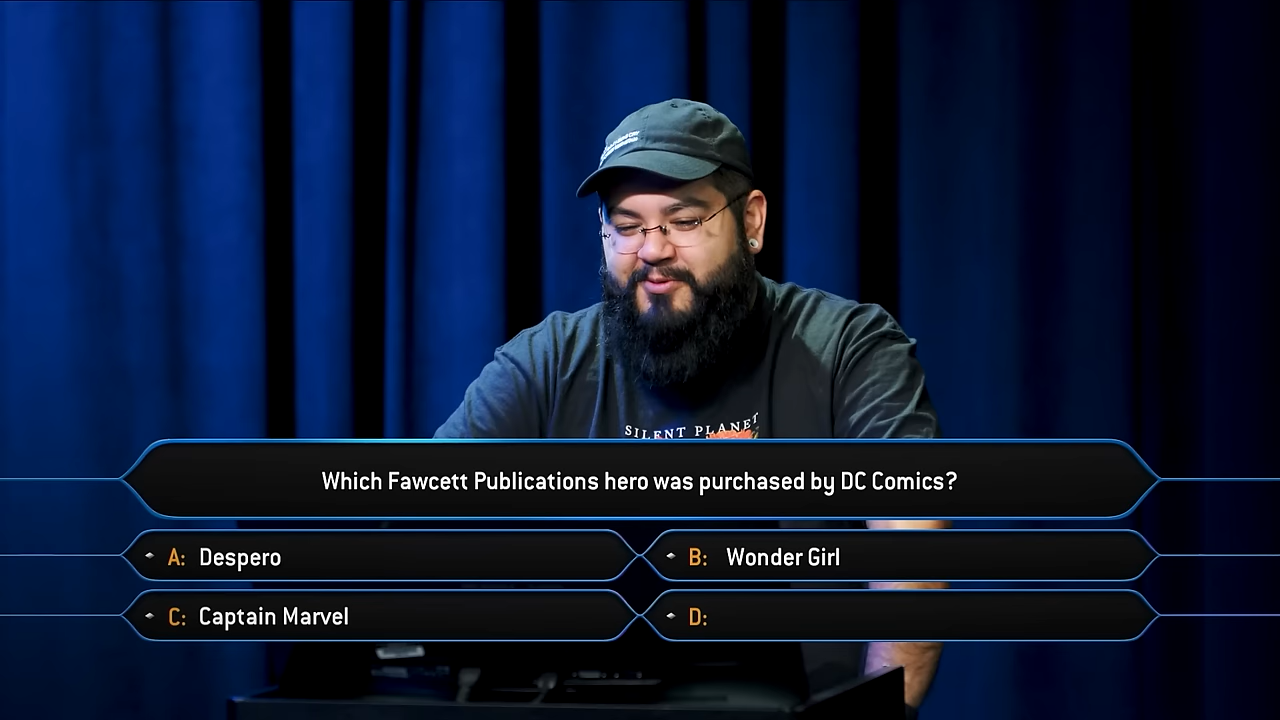 SILENT PLANET
Which Fawcett Publications hero was purchased by DC Comics?
A: Despero
B: Wonder Girl
C: Captain Marvel
D: